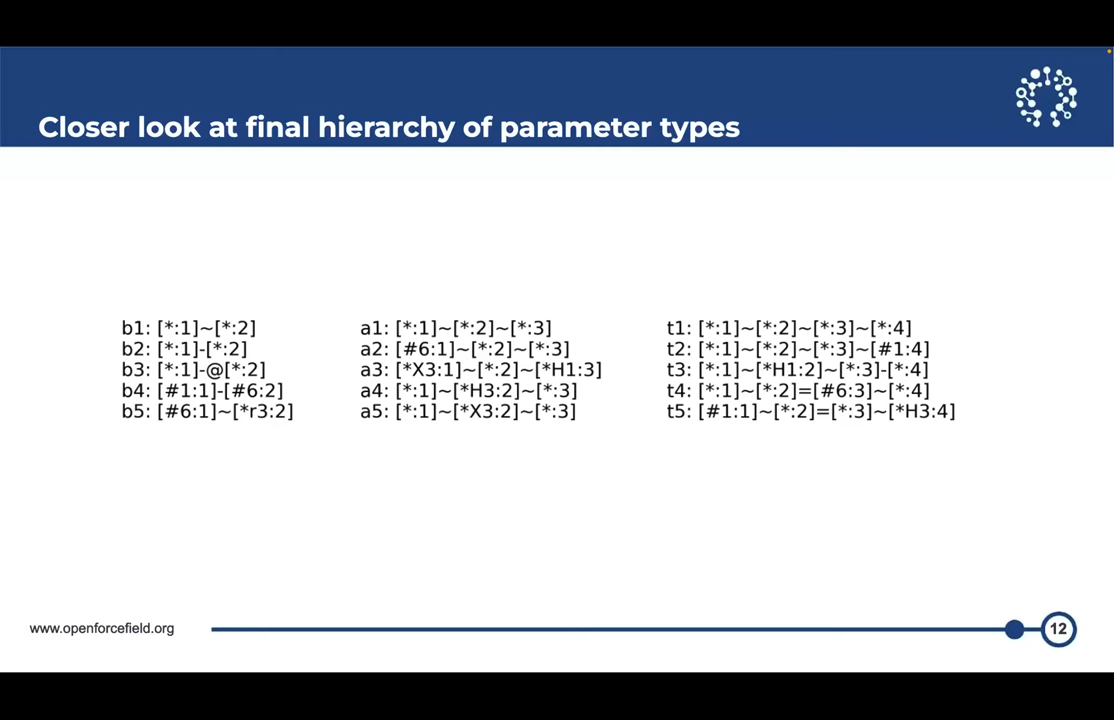 Closer look at final hierarchy of parameter types
b1: [*:1]~[*:2]
b2: [*:1]-[*:2]
b3: [*:1]-@[*:2]
b4: [#1:1]-[#6:2]
b5: [#6:1]~[*r3:2]
a1: [*:1]~[*:2]~[*:3]
a2: [#6:1]~[*:2]~[*:3]
a3: [*X3:1]~[*:2]~[*H1:3]
a4: [*:1]~[*H3:2]~[*:3]
a5: [*:1]~[*X3:2]~[*:3]
t1: [*:1]~[*:2]~[*:3]~[*:4]
t2: [*:1]~[*:2]~[*:3]~[#1:4]
t3: [*:1]~[*H1:2]~[*:3]-[*:4]
t4: [*:1]~[*:2]=[#6:3]~[*:4]
t5: [#1:1]~[*:2]=[*:3]~[*H3:4]
www.openforcefield.org
12